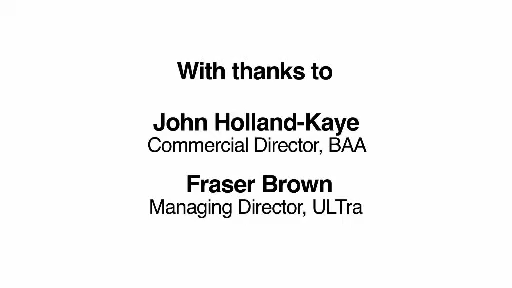 With thanks to
John Holland-Kaye
Commercial Director, BAA
Fraser Brown
Managing Director, ULTra